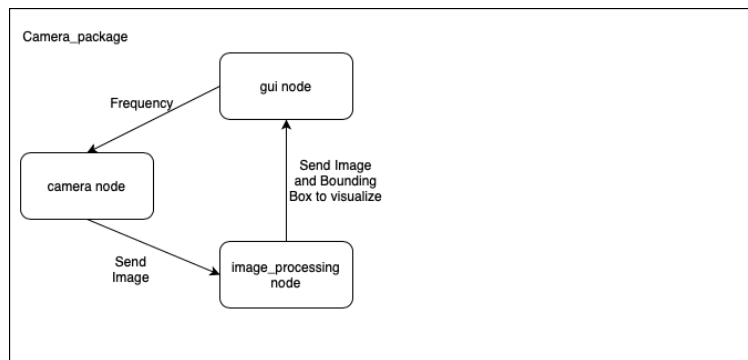 Camera_package
gui node
Frequency
camera node
Send Image
and Bounding
Box to visualize
Send
Image
image_processing
node